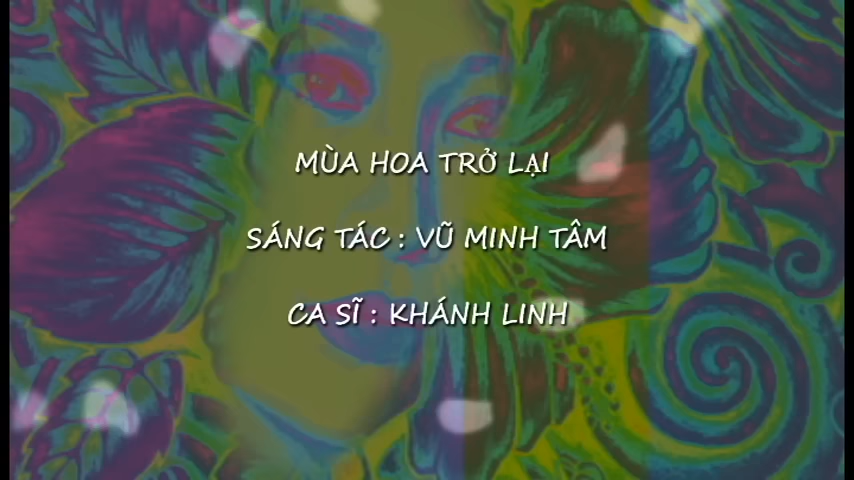 MÙA HOA TRỞ LẠI
SÁNG TÁC : VŨ MINH TÂM
CA SĨ : KHÁNH LINH